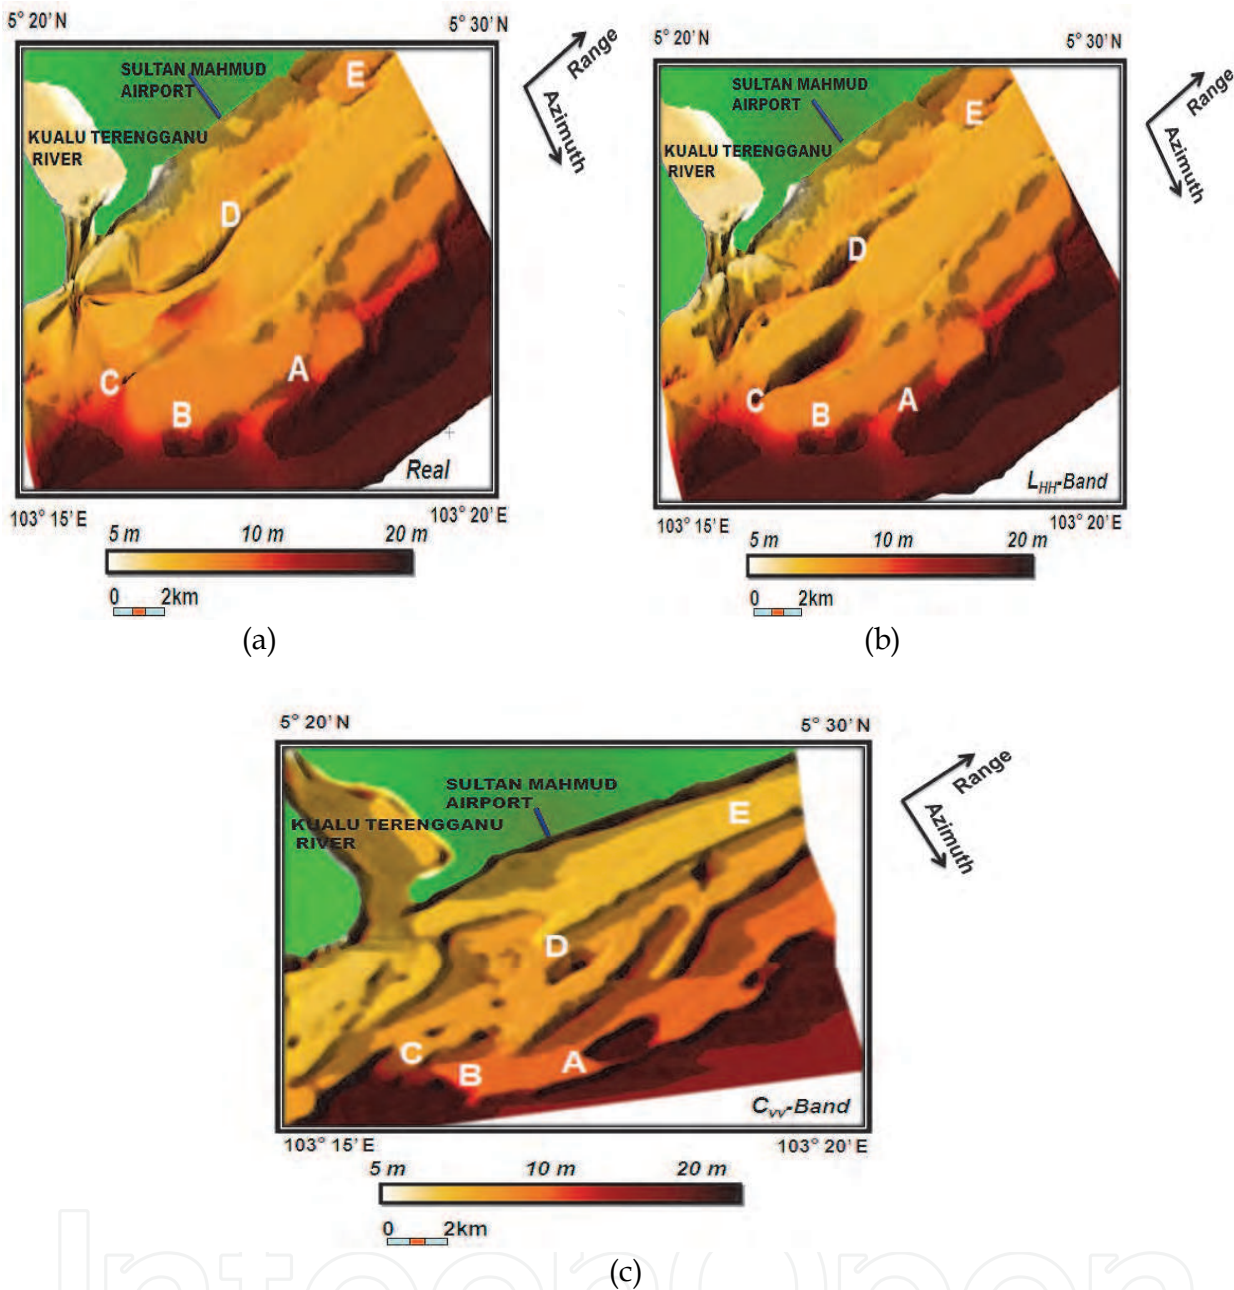 5° 20' N
5° 30' N
SULTAN MAHMUD
AIRPORT
KUALU TERENGGANU
RIVER
E
D
C
B
A
Real
Range
Azimuth
103° 15' E
103° 20' E
5 m 10 m 20 m
0 2km
(a)
5° 20' N
5° 30' N
SULTAN MAHMUD
AIRPORT
KUALU TERENGGANU
RIVER
E
D
C
B
A
LHH-Band
Range
Azimuth
103° 15' E
103° 20' E
5 m 10 m 20 m
0 2km
(b)
5° 20' N
5° 30' N
SULTAN MAHMUD
AIRPORT
KUALU TERENGGANU
RIVER
E
D
C
B
A
CVV-Band
Range
Azimuth
103° 15' E
103° 20' E
5 m 10 m 20 m
0 2km
(c)
IntechOpen